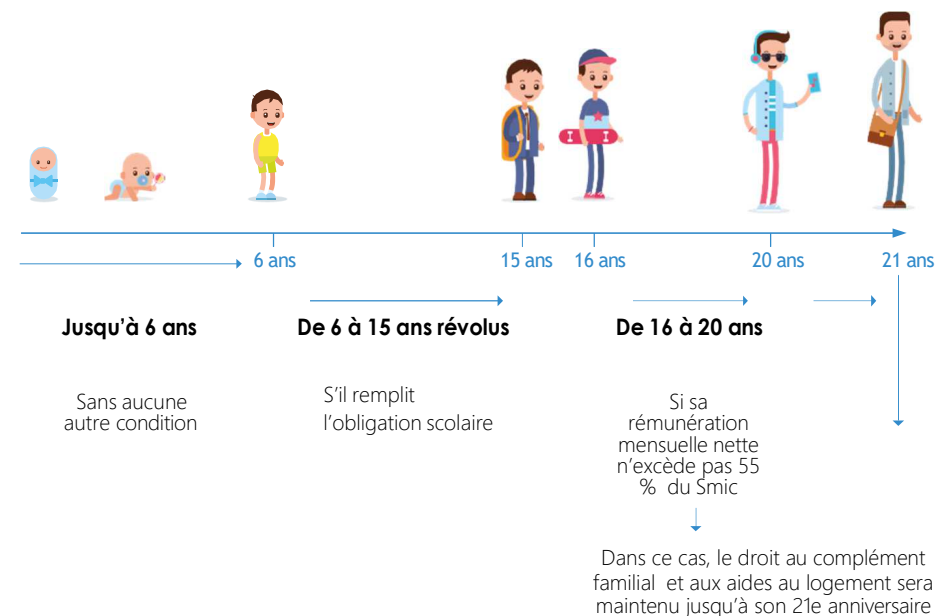 6 ans
15 ans
16 ans
20 ans
21 ans
Jusqu'à 6 ans
De 6 à 15 ans révolus
De 16 à 20 ans
Sans aucune
autre condition
S'il remplit
l'obligation scolaire
Si sa
rémunération
mensuelle nette
n'excède pas 55
% du Smic
Dans ce cas, le droit au complément
familial et aux aides au logement sera
maintenu jusqu'à son 21e anniversaire